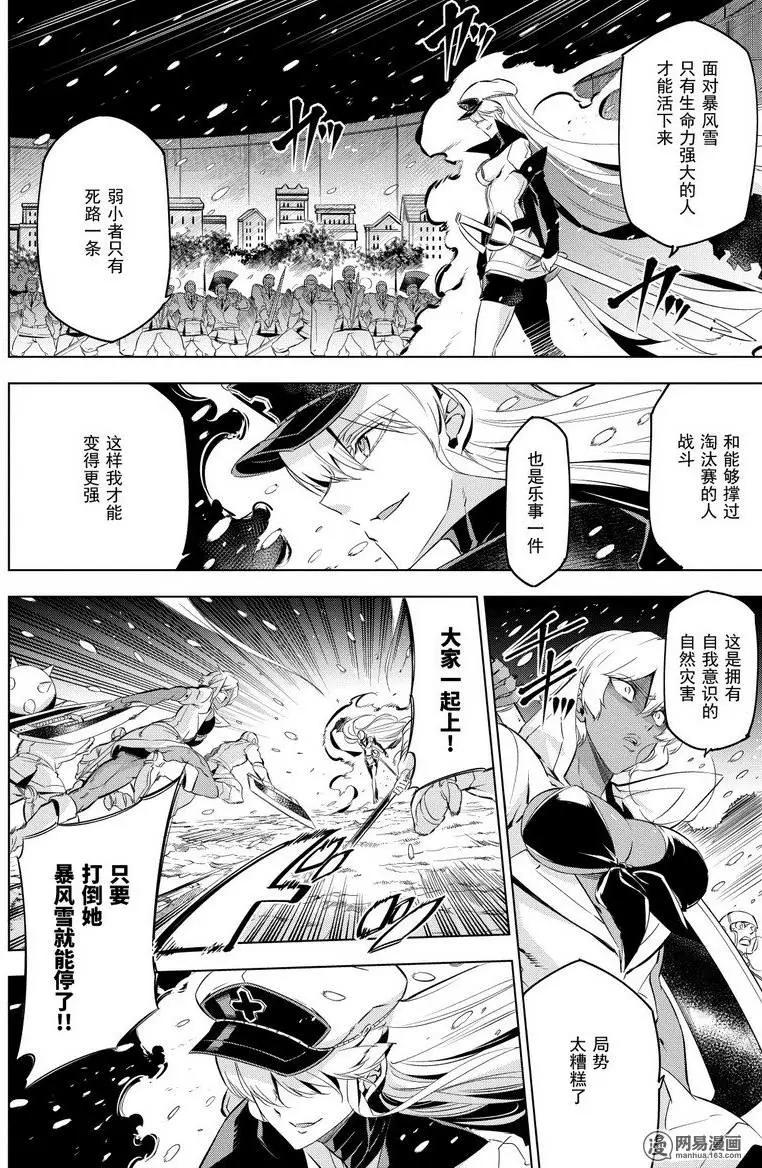 面对暴风雪
只有生命力强大的人
才能活下来
弱小者只有
死路一条
ザッ
ザッ
和能够撑过
淘汰赛的人
战斗
也是乐事一件
这样我才能
变得更强
这是拥有
自我意识的
自然灾害
大家一起上！
只要
打倒她
暴风雪就能停了!!
局势
太糟糕了
网易漫画
manhua.163.com